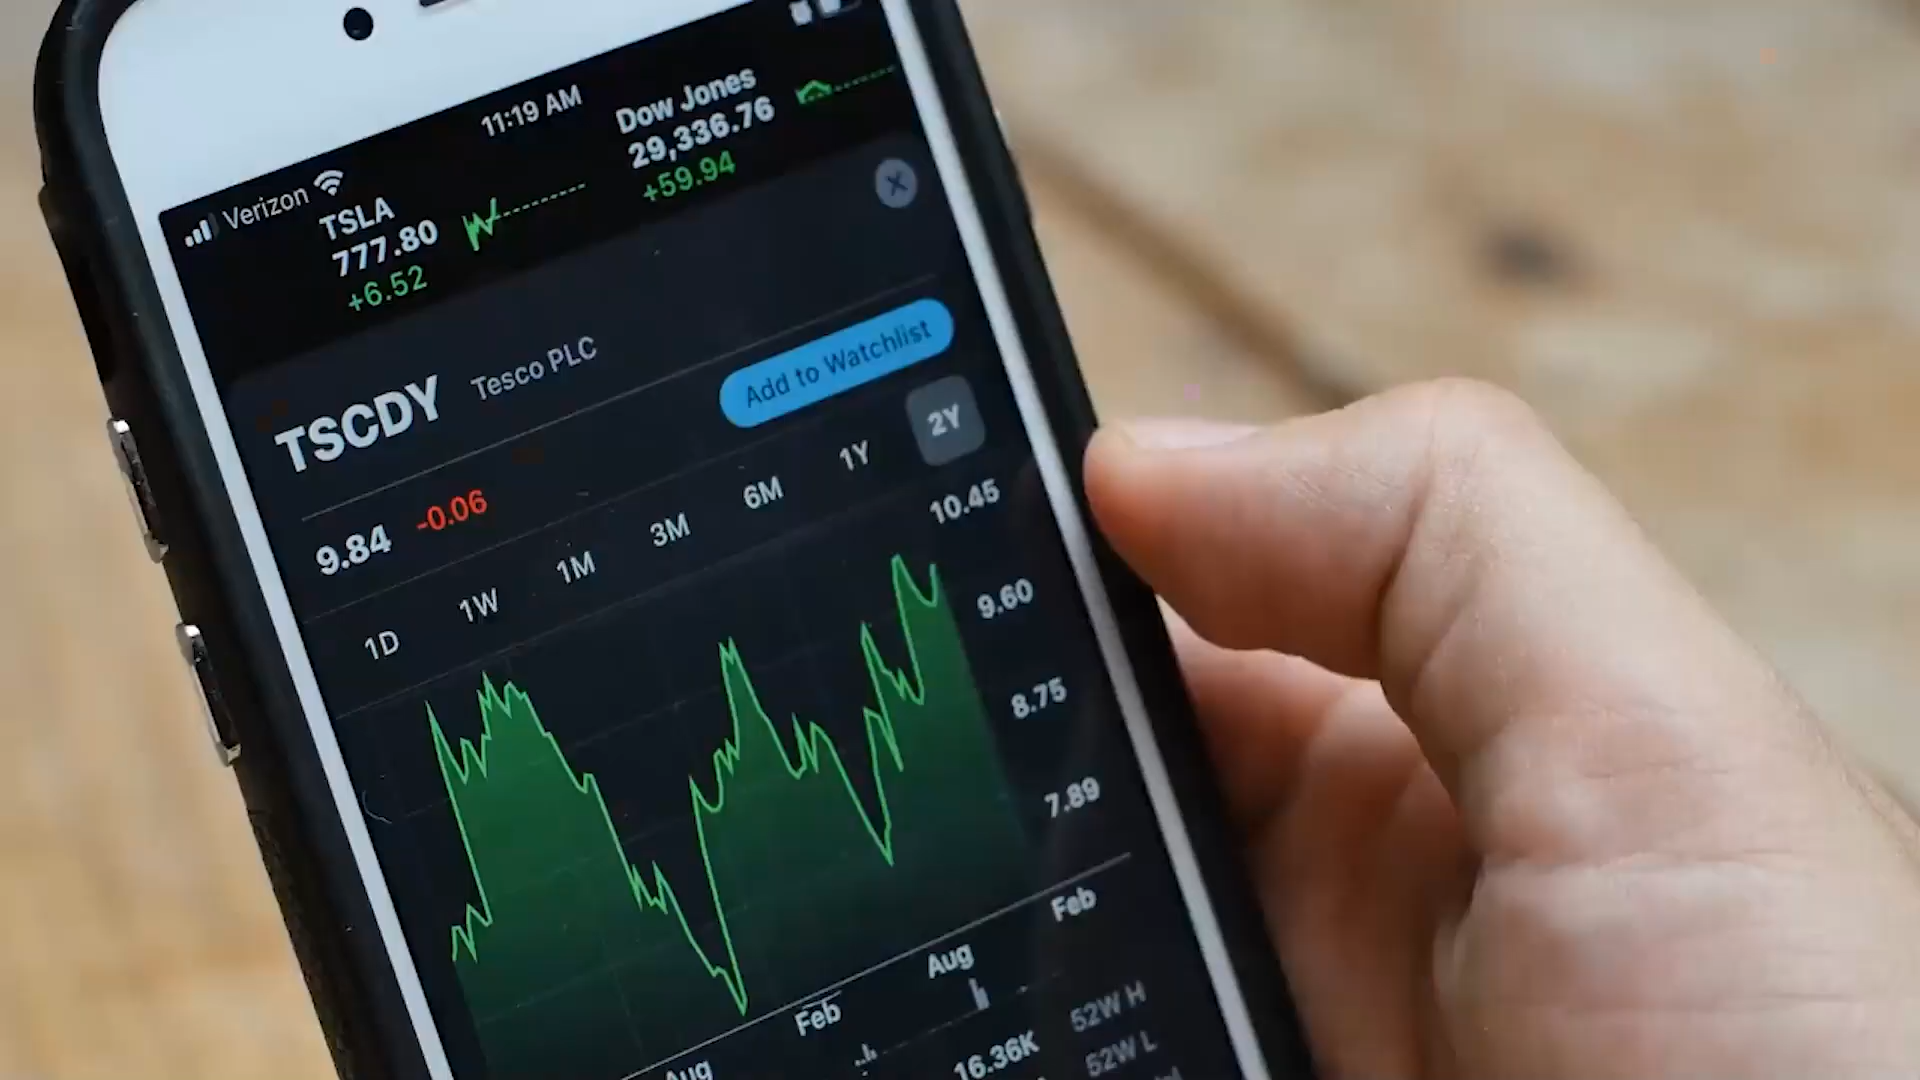 Verizon
11:19 AM
TSLA
777.80
+6.52
Dow Jones
29,336.76
+59.94
TSCDY Tesco PLC
Add to Watchlist
9.84 -0.06
1D 1W 1M 3M 6M 1Y 2Y
10.45
9.60
8.75
7.89
Aug Feb Aug Feb
16.36K
52W H
52W L